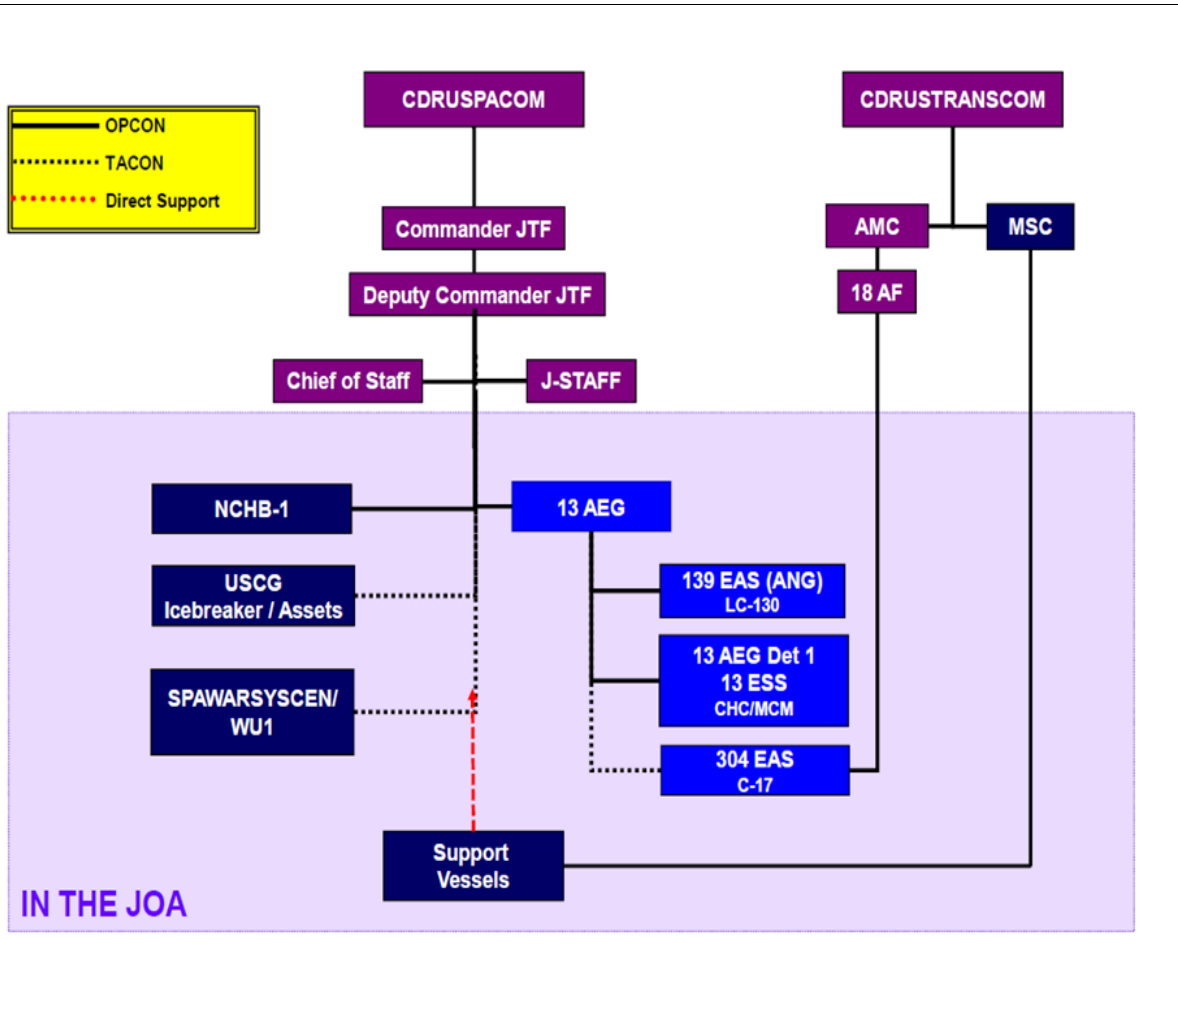 CDRUSPACOM
CDRUSTRANSCOM
OPCON
TACON
Direct Support
Commander JTF
AMC
MSC
Deputy Commander JTF
18 AF
Chief of Staff
J-STAFF
NCHB-1
13 AEG
USCG
Icebreaker / Assets
139 EAS (ANG)
LC-130
13 AEG Det 1
13 ESS
CHC/MCM
SPAWARSYSCEN/
WU1
304 EAS
C-17
Support
Vessels
IN THE JOA